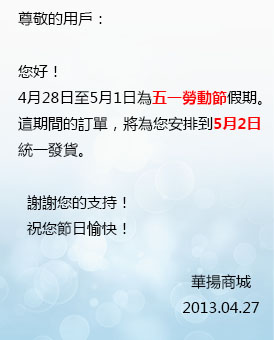 尊敬的用戶：
您好！
4月28日至5月1日為五一勞動節假期。
這期間的訂單，將為您安排到5月2日
統一發貨。
謝謝您的支持！
祝您節日愉快！
華揚商城
2013.04.27